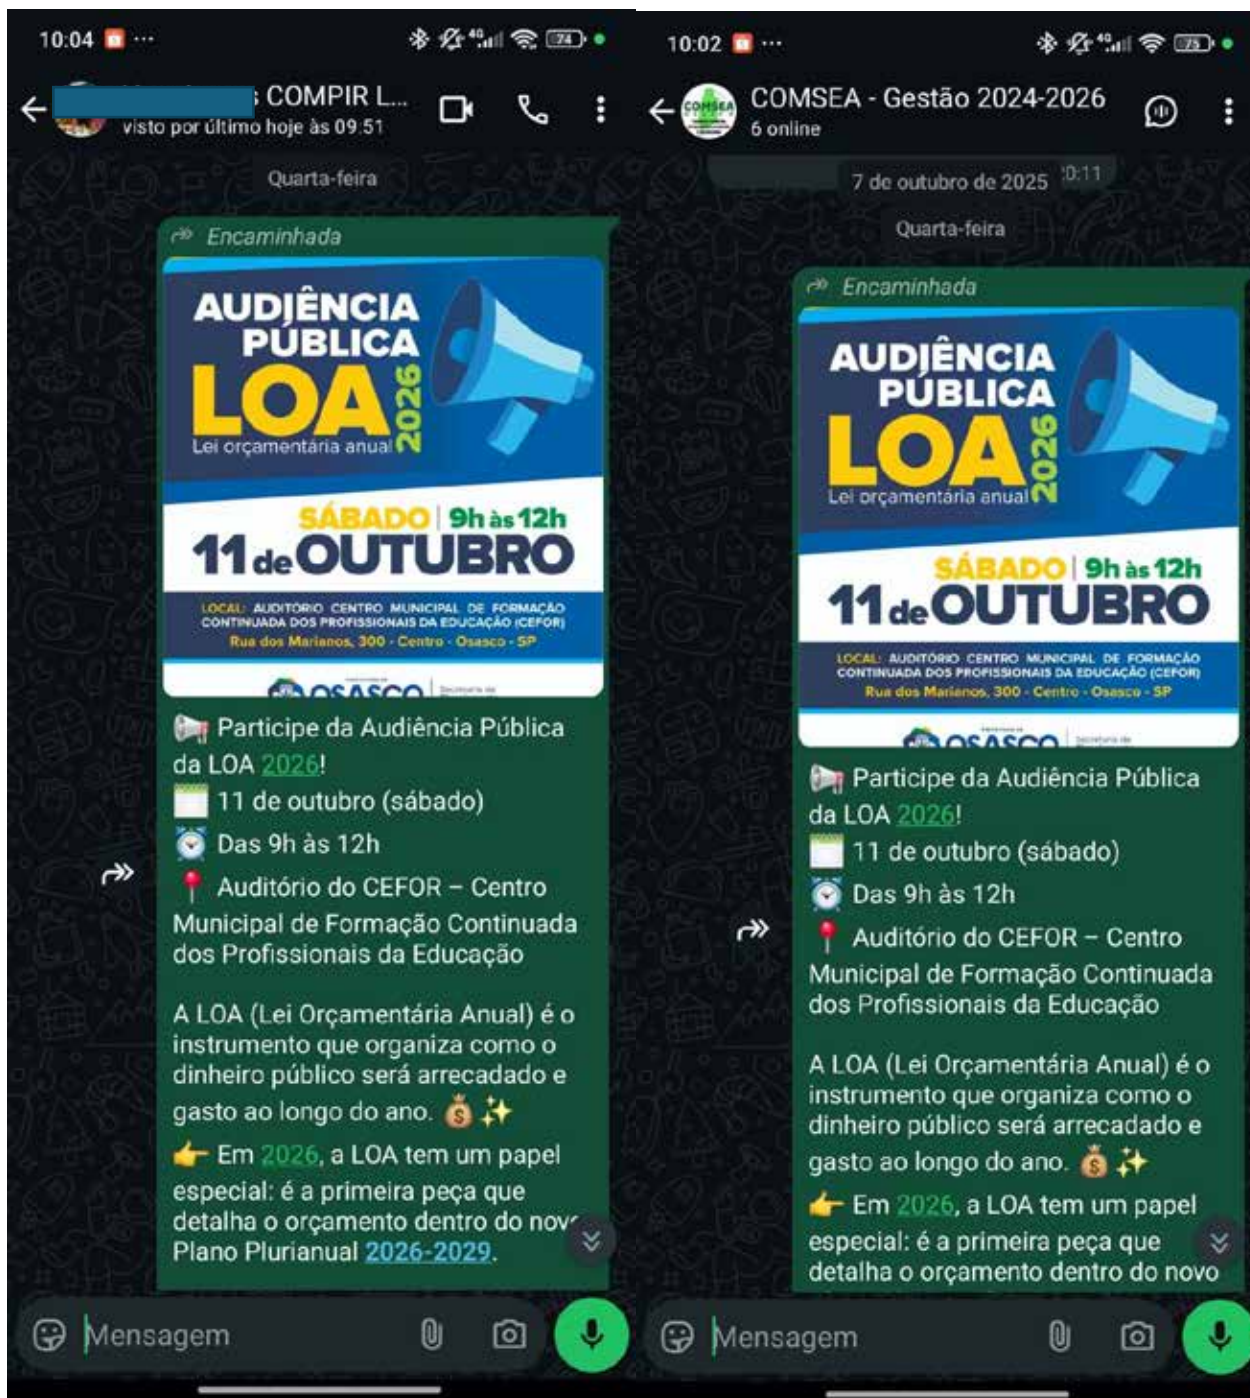 10:04
74
COMPIR L...
visto por último hoje às 09:51
Quarta-feira
Encaminhada
AUDIÊNCIA
PÚBLICA
LOA
2026
Lei orçamentária anual
SÁBADO | 9h às 12h
11 de OUTUBRO
LOCAL: AUDITÓRIO CENTRO MUNICIPAL DE FORMAÇÃO
CONTINUADA DOS PROFISSIONAIS DA EDUCAÇÃO (CEFOR)
Rua dos Marianos, 300 - Centro - Osasco - SP
OSASCO
Secretaria de
📢 Participe da Audiência Pública
da LOA 2026!
🗓️ 11 de outubro (sábado)
⏰ Das 9h às 12h
📍 Auditório do CEFOR – Centro
Municipal de Formação Continuada
dos Profissionais da Educação
A LOA (Lei Orçamentária Anual) é o
instrumento que organiza como o
dinheiro público será arrecadado e
gasto ao longo do ano. 💰✨
👉 Em 2026, a LOA tem um papel
especial: é a primeira peça que
detalha o orçamento dentro do novo
Plano Plurianual 2026-2029.
Mensagem
10:02
75
COMSEA
COMSEA - Gestão 2024-2026
6 online
7 de outubro de 2025
Quarta-feira
Encaminhada
AUDIÊNCIA
PÚBLICA
LOA
2026
Lei orçamentária anual
SÁBADO | 9h às 12h
11 de OUTUBRO
LOCAL: AUDITÓRIO CENTRO MUNICIPAL DE FORMAÇÃO
CONTINUADA DOS PROFISSIONAIS DA EDUCAÇÃO (CEFOR)
Rua dos Marianos, 300 - Centro - Osasco - SP
OSASCO
Secretaria de
📢 Participe da Audiência Pública
da LOA 2026!
🗓️ 11 de outubro (sábado)
⏰ Das 9h às 12h
📍 Auditório do CEFOR – Centro
Municipal de Formação Continuada
dos Profissionais da Educação
A LOA (Lei Orçamentária Anual) é o
instrumento que organiza como o
dinheiro público será arrecadado e
gasto ao longo do ano. 💰✨
👉 Em 2026, a LOA tem um papel
especial: é a primeira peça que
detalha o orçamento dentro do novo
Mensagem